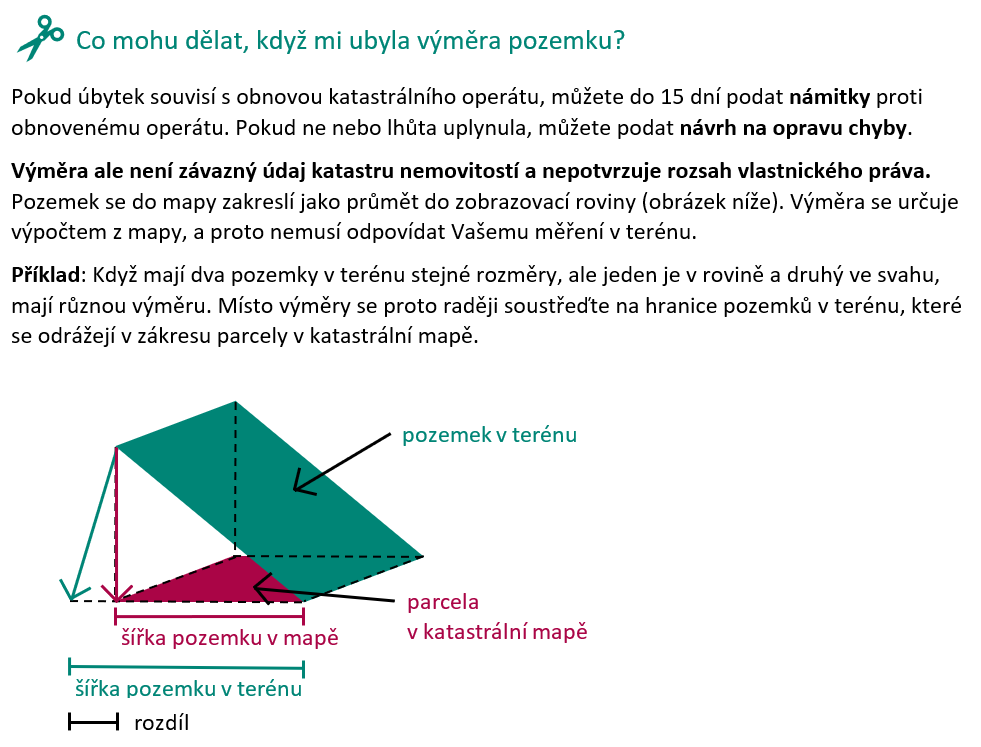 Co mohu dělat, když mi ubyla výměra pozemku?
Pokud úbytek souvisí s obnovou katastrálního operátu, můžete do 15 dní podat námitky proti
obnovenému operátu. Pokud ne nebo lhůta uplynula, můžete podat návrh na opravu chyby.
Výměra ale není závazný údaj katastru nemovitostí a nepotvrzuje rozsah vlastnického práva.
Pozemek se do mapy zakreslí jako průmět do zobrazovací roviny (obrázek níže). Výměra se určuje
výpočtem z mapy, a proto nemusí odpovídat Vašemu měření v terénu.
Příklad: Když mají dva pozemky v terénu stejné rozměry, ale jeden je v rovině a druhý ve svahu,
mají různou výměru. Místo výměry se proto raději soustřeďte na hranice pozemků v terénu, které
se odrážejí v zákresu parcely v katastrální mapě.
pozemek v terénu
parcela
v katastrální mapě
šířka pozemku v mapě
šířka pozemku v terénu
rozdíl